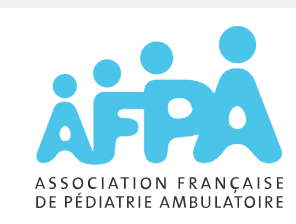 AFPA
ASSOCIATION FRANÇAISE
DE PÉDIATRIE AMBULATOIRE